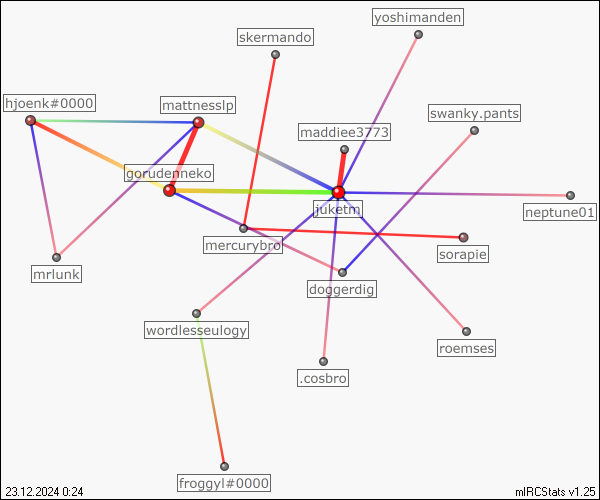 yoshimanden
skermando
hjoenk#0000
mattnesslp
swanky.pants
maddiee3773
gorudenneko
juketni
neptune01
mercurybro
sorapie
mrlunk
doggerdig
wordlesseulogy
roemses
.cosbro
froggyl#0000
23.12.2024 0:24
mIRCStats v1.25